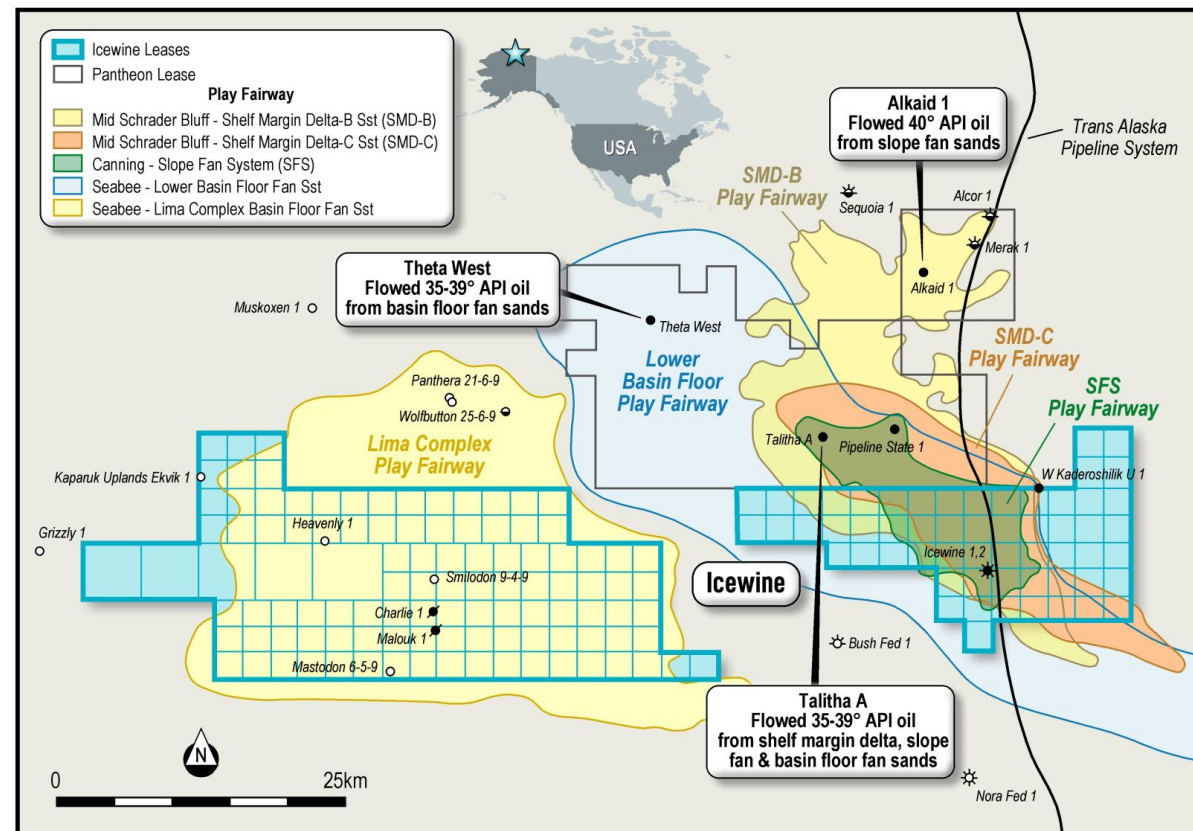 Icewine Leases
Pantheon Lease
Play Fairway
Mid Schrader Bluff - Shelf Margin Delta-B Sst (SMD-B)
Mid Schrader Bluff - Shelf Margin Delta-C Sst (SMD-C)
Canning - Slope Fan System (SFS)
Seabee - Lower Basin Floor Fan Sst
Seabee - Lima Complex Basin Floor Fan Sst
USA
Alkaid 1
Flowed 40° API oil
from slope fan sands
Trans Alaska
Pipeline System
SMD-B
Play Fairway
Sequoia 1
Alcor 1
Merak 1
Alkaid 1
Theta West
Flowed 35-39° API oil
from basin floor fan sands
Muskoxen 1
Theta West
Lower
Basin Floor
Play Fairway
SMD-C
Play Fairway
SFS
Play Fairway
Panthera 21-6-9
Wolfbutton 25-6-9
Lima Complex
Play Fairway
Talitha A
Pipeline State 1
W Kaderoshilik U 1
Kaparuk Uplands Ekvik 1
Grizzly 1
Heavenly 1
Smilodon 9-4-9
Icewine
Icewine 1,2
Charlie 1
Malouk 1
Bush Fed 1
Mastodon 6-5-9
Talitha A
Flowed 35-39° API oil
from shelf margin delta, slope
fan & basin floor fan sands
N
0 25km
Nora Fed 1